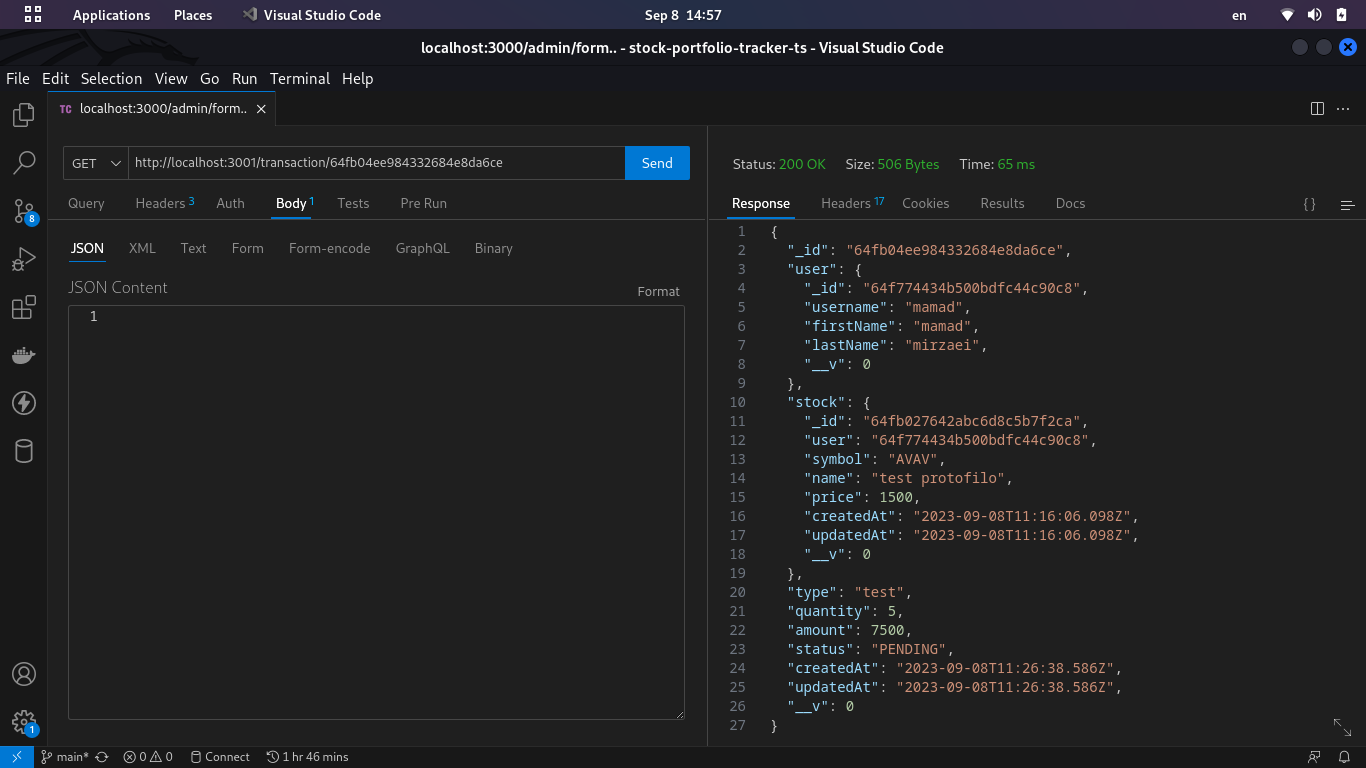 Applications Places Visual Studio Code Sep 8 14:57 en
localhost:3000/admin/form.. - stock-portfolio-tracker-ts - Visual Studio Code
File Edit Selection View Go Run Terminal Help
TC localhost:3000/admin/form..
GET http://localhost:3001/transaction/64fb04ee984332684e8da6ce Send
Query Headers 3 Auth Body 1 Tests Pre Run
JSON XML Text Form Form-encode GraphQL Binary
JSON Content
Format
1
8
1
Status: 200 OK Size: 506 Bytes Time: 65 ms
Response Headers 17 Cookies Results Docs { }
1 {
2 "_id": "64fb04ee984332684e8da6ce",
3 "user": {
4 "_id": "64f774434b500bdfc44c90c8",
5 "username": "mamad",
6 "firstName": "mamad",
7 "lastName": "mirzaei",
8 "__v": 0
9 },
10 "stock": {
11 "_id": "64fb027642abc6d8c5b7f2ca",
12 "user": "64f774434b500bdfc44c90c8",
13 "symbol": "AVAV",
14 "name": "test protofilo",
15 "price": 1500,
16 "createdAt": "2023-09-08T11:16:06.098Z",
17 "updatedAt": "2023-09-08T11:16:06.098Z",
18 "__v": 0
19 },
20 "type": "test",
21 "quantity": 5,
22 "amount": 7500,
23 "status": "PENDING",
24 "createdAt": "2023-09-08T11:26:38.586Z",
25 "updatedAt": "2023-09-08T11:26:38.586Z",
26 "__v": 0
27 }
main* 0 0 Connect 1 hr 46 mins